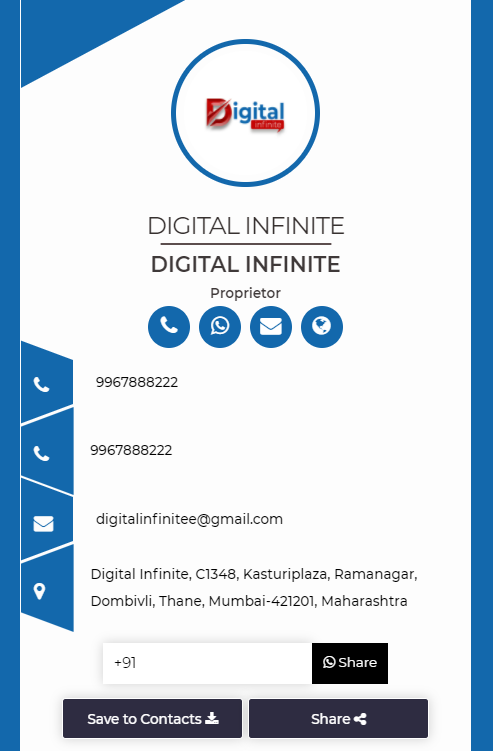 Digital
infinite
DIGITAL INFINITE
DIGITAL INFINITE
Proprietor
9967888222
9967888222
digitalinfinitee@gmail.com
Digital Infinite, C1348, Kasturiplaza, Ramanagar,
Dombivli, Thane, Mumbai-421201, Maharashtra
+91 Share
Save to Contacts Share